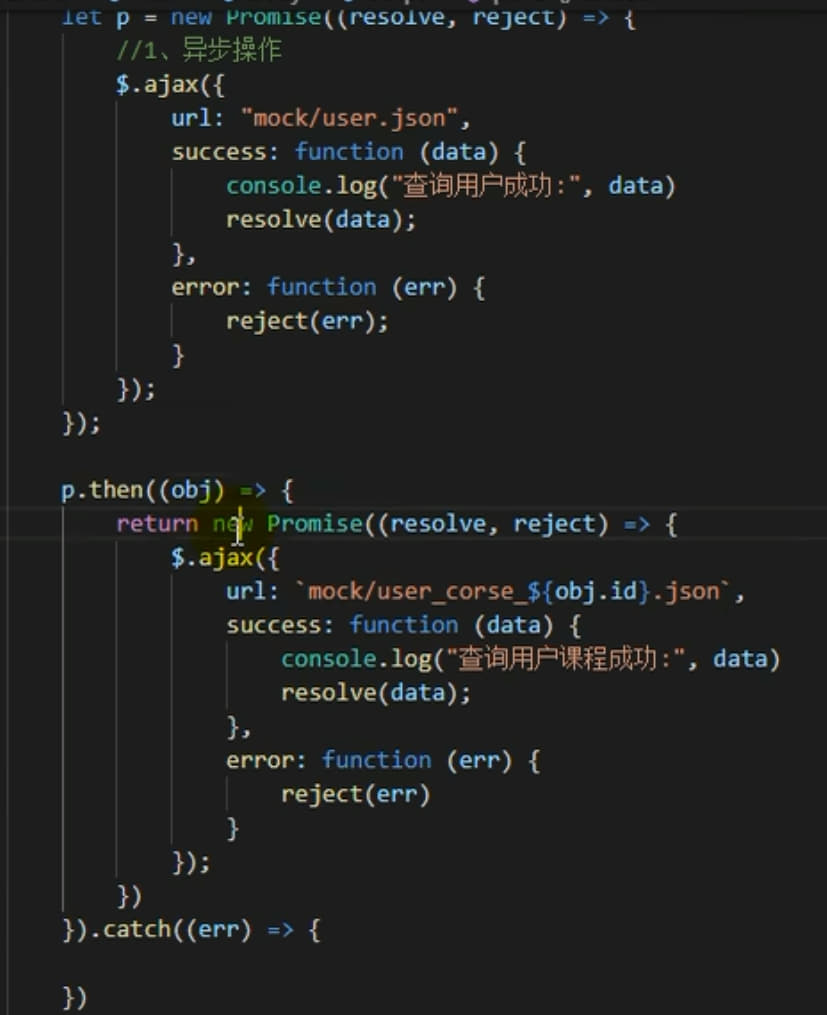 let p = new Promise((resolve, reject) => {
//1、异步操作
$.ajax({
url: "mock/user.json",
success: function (data) {
console.log("查询用户成功:", data)
resolve(data);
},
error: function (err) {
reject(err);
}
});
});
p.then((obj) => {
return new Promise((resolve, reject) => {
$.ajax({
url: `mock/user_corse_${obj.id}.json`,
success: function (data) {
console.log("查询用户课程成功:", data)
resolve(data);
},
error: function (err) {
reject(err)
}
});
})
}).catch((err) => {
})